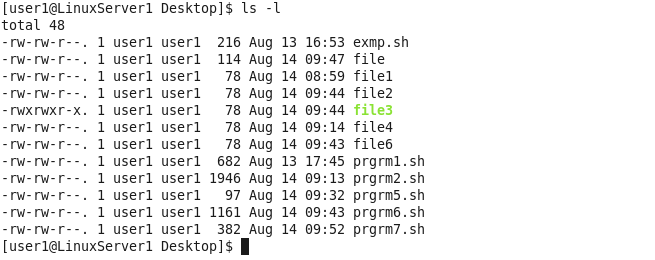 [user1@LinuxServer1 Desktop]$ ls -l
total 48
-rw-rw-r--. 1 user1 user1  216 Aug 13 16:53 exmp.sh
-rw-rw-r--. 1 user1 user1  114 Aug 14 09:47 file
-rw-rw-r--. 1 user1 user1   78 Aug 14 08:59 file1
-rw-rw-r--. 1 user1 user1   78 Aug 14 09:44 file2
-rwxrwxr-x. 1 user1 user1   78 Aug 14 09:44 file3
-rw-rw-r--. 1 user1 user1   78 Aug 14 09:14 file4
-rw-rw-r--. 1 user1 user1   78 Aug 14 09:43 file6
-rw-rw-r--. 1 user1 user1  682 Aug 13 17:45 prgrm1.sh
-rw-rw-r--. 1 user1 user1 1946 Aug 14 09:13 prgrm2.sh
-rw-rw-r--. 1 user1 user1   97 Aug 14 09:32 prgrm5.sh
-rw-rw-r--. 1 user1 user1 1161 Aug 14 09:43 prgrm6.sh
-rw-rw-r--. 1 user1 user1  382 Aug 14 09:52 prgrm7.sh
[user1@LinuxServer1 Desktop]$